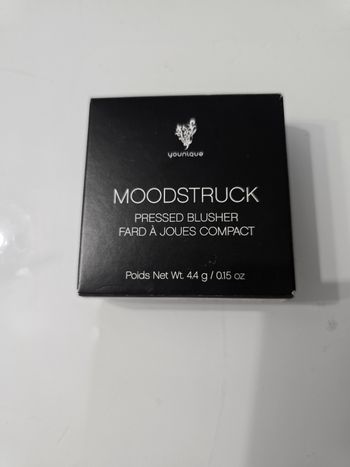 younique
MOODSTRUCK
PRESSED BLUSHER
FARD À JOUES COMPACT
Poids Net Wt. 4.4 g / 0.15 oz